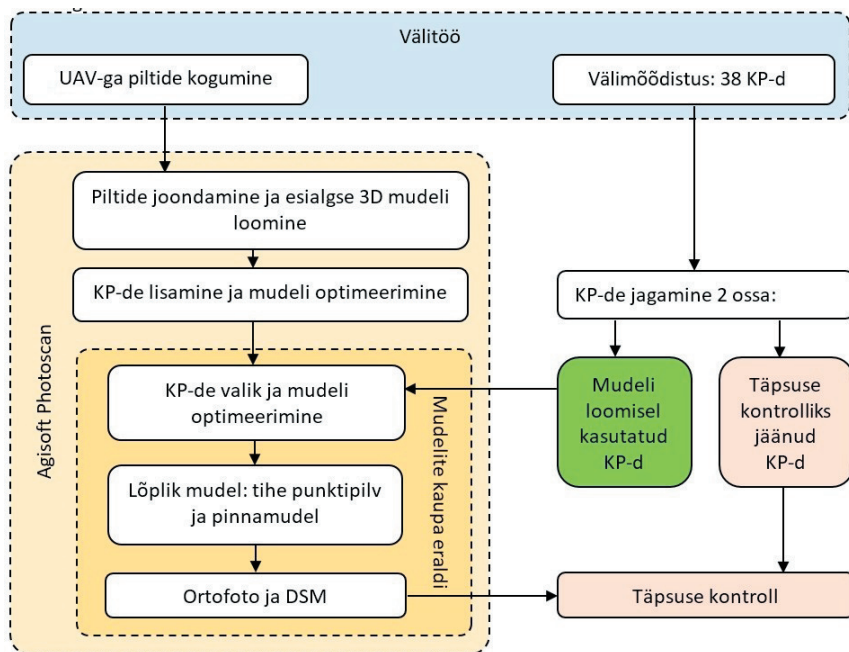 Välitöö
UAV-ga piltide kogumine
Välimõõdistus: 38 KP-d
Agisoft Photoscan
Piltide joondamine ja esialgse 3D mudeli
loomine
KP-de lisamine ja mudeli optimeerimine
Mudelite kaupa eraldi
KP-de valik ja mudeli
optimeerimine
Lõplik mudel: tihe punktipilv
ja pinnamudel
Ortofoto ja DSM
KP-de jagamine 2 ossa:
Mudeli
loomisel
kasutatud
KP-d
Täpsuse
kontrolliks
jäänud
KP-d
Täpsuse kontroll